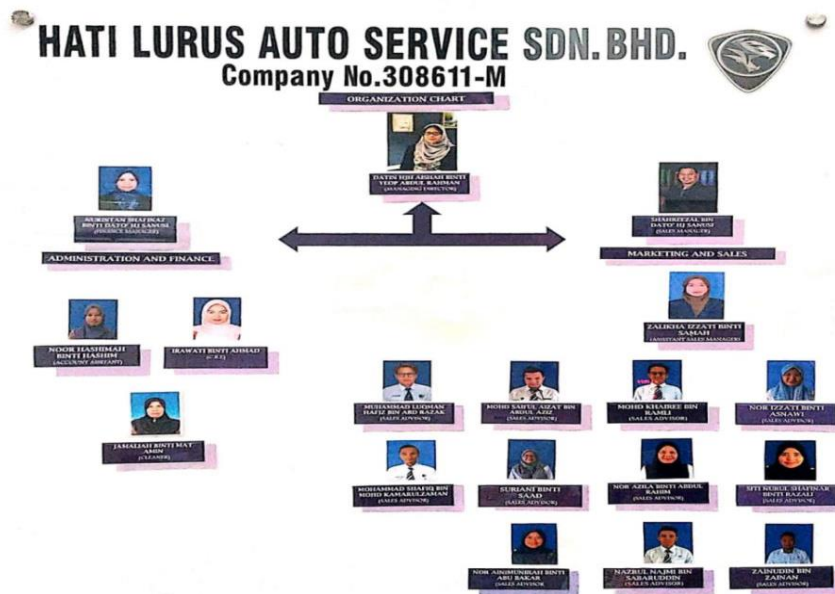 HATI LURUS AUTO SERVICE SDN.BHD.
Company No.308611-M
ORGANIZATION CHART
DATIN HJH AISHAH BINTI
YEOP ABDUL RAHMAN
(MANAGING DIRECTOR)
BINTI DATO' HJ SANUSI
(FINANCE MANAGER)
SHAHRIZZAL BIN
DATO' HJ SANUSI
(SALES MANAGER)
ADMINISTRATION AND FINANCE
MARKETING AND SALES
ZALIKHA IZZATI BINTI
SAMAH
(ASSISTANT SALES MANAGER)
NOOR HASHIMAH
BINTI HASHIM
(ACCOUNT ASSISTANT)
IRAWATI BINTI AHMAD
JAMALIAH BINTI MAT
AMIN
(CLEANER)
MUHAMMAD LUQMAN
HAFIZ BIN ABD RAZAK
(SALES ADVISOR)
MOHD SAIFUL AIZAT BIN
ABDUL AZIZ
(SALES ADVISOR)
MOHD KHAIREE BIN
RAMLI
(SALES ADVISOR)
NOR IZZATI BINTI
ASNAWI
(SALES ADVISOR)
MOHAMMAD SHAFIQ BIN
MOHD KAMARULZAMAN
(SALES ADVISOR)
SURIANI BINTI
SAAD
(SALES ADVISOR)
NOR AZILA BINTI ABDUL
RAHIM
(SALES ADVISOR)
SITI NURUL SHAFINAR
BINTI RAZALI
(SALES ADVISOR)
NOR AINIMUNIRAH BINTI
ABU BAKAR
(SALES ADVISOR
NAZRUL NAJMI BIN
SABARUDDIN
(SALES ADVISOR)
ZAINUDIN BIN
ZAINAN
(SALES ADVISOR)